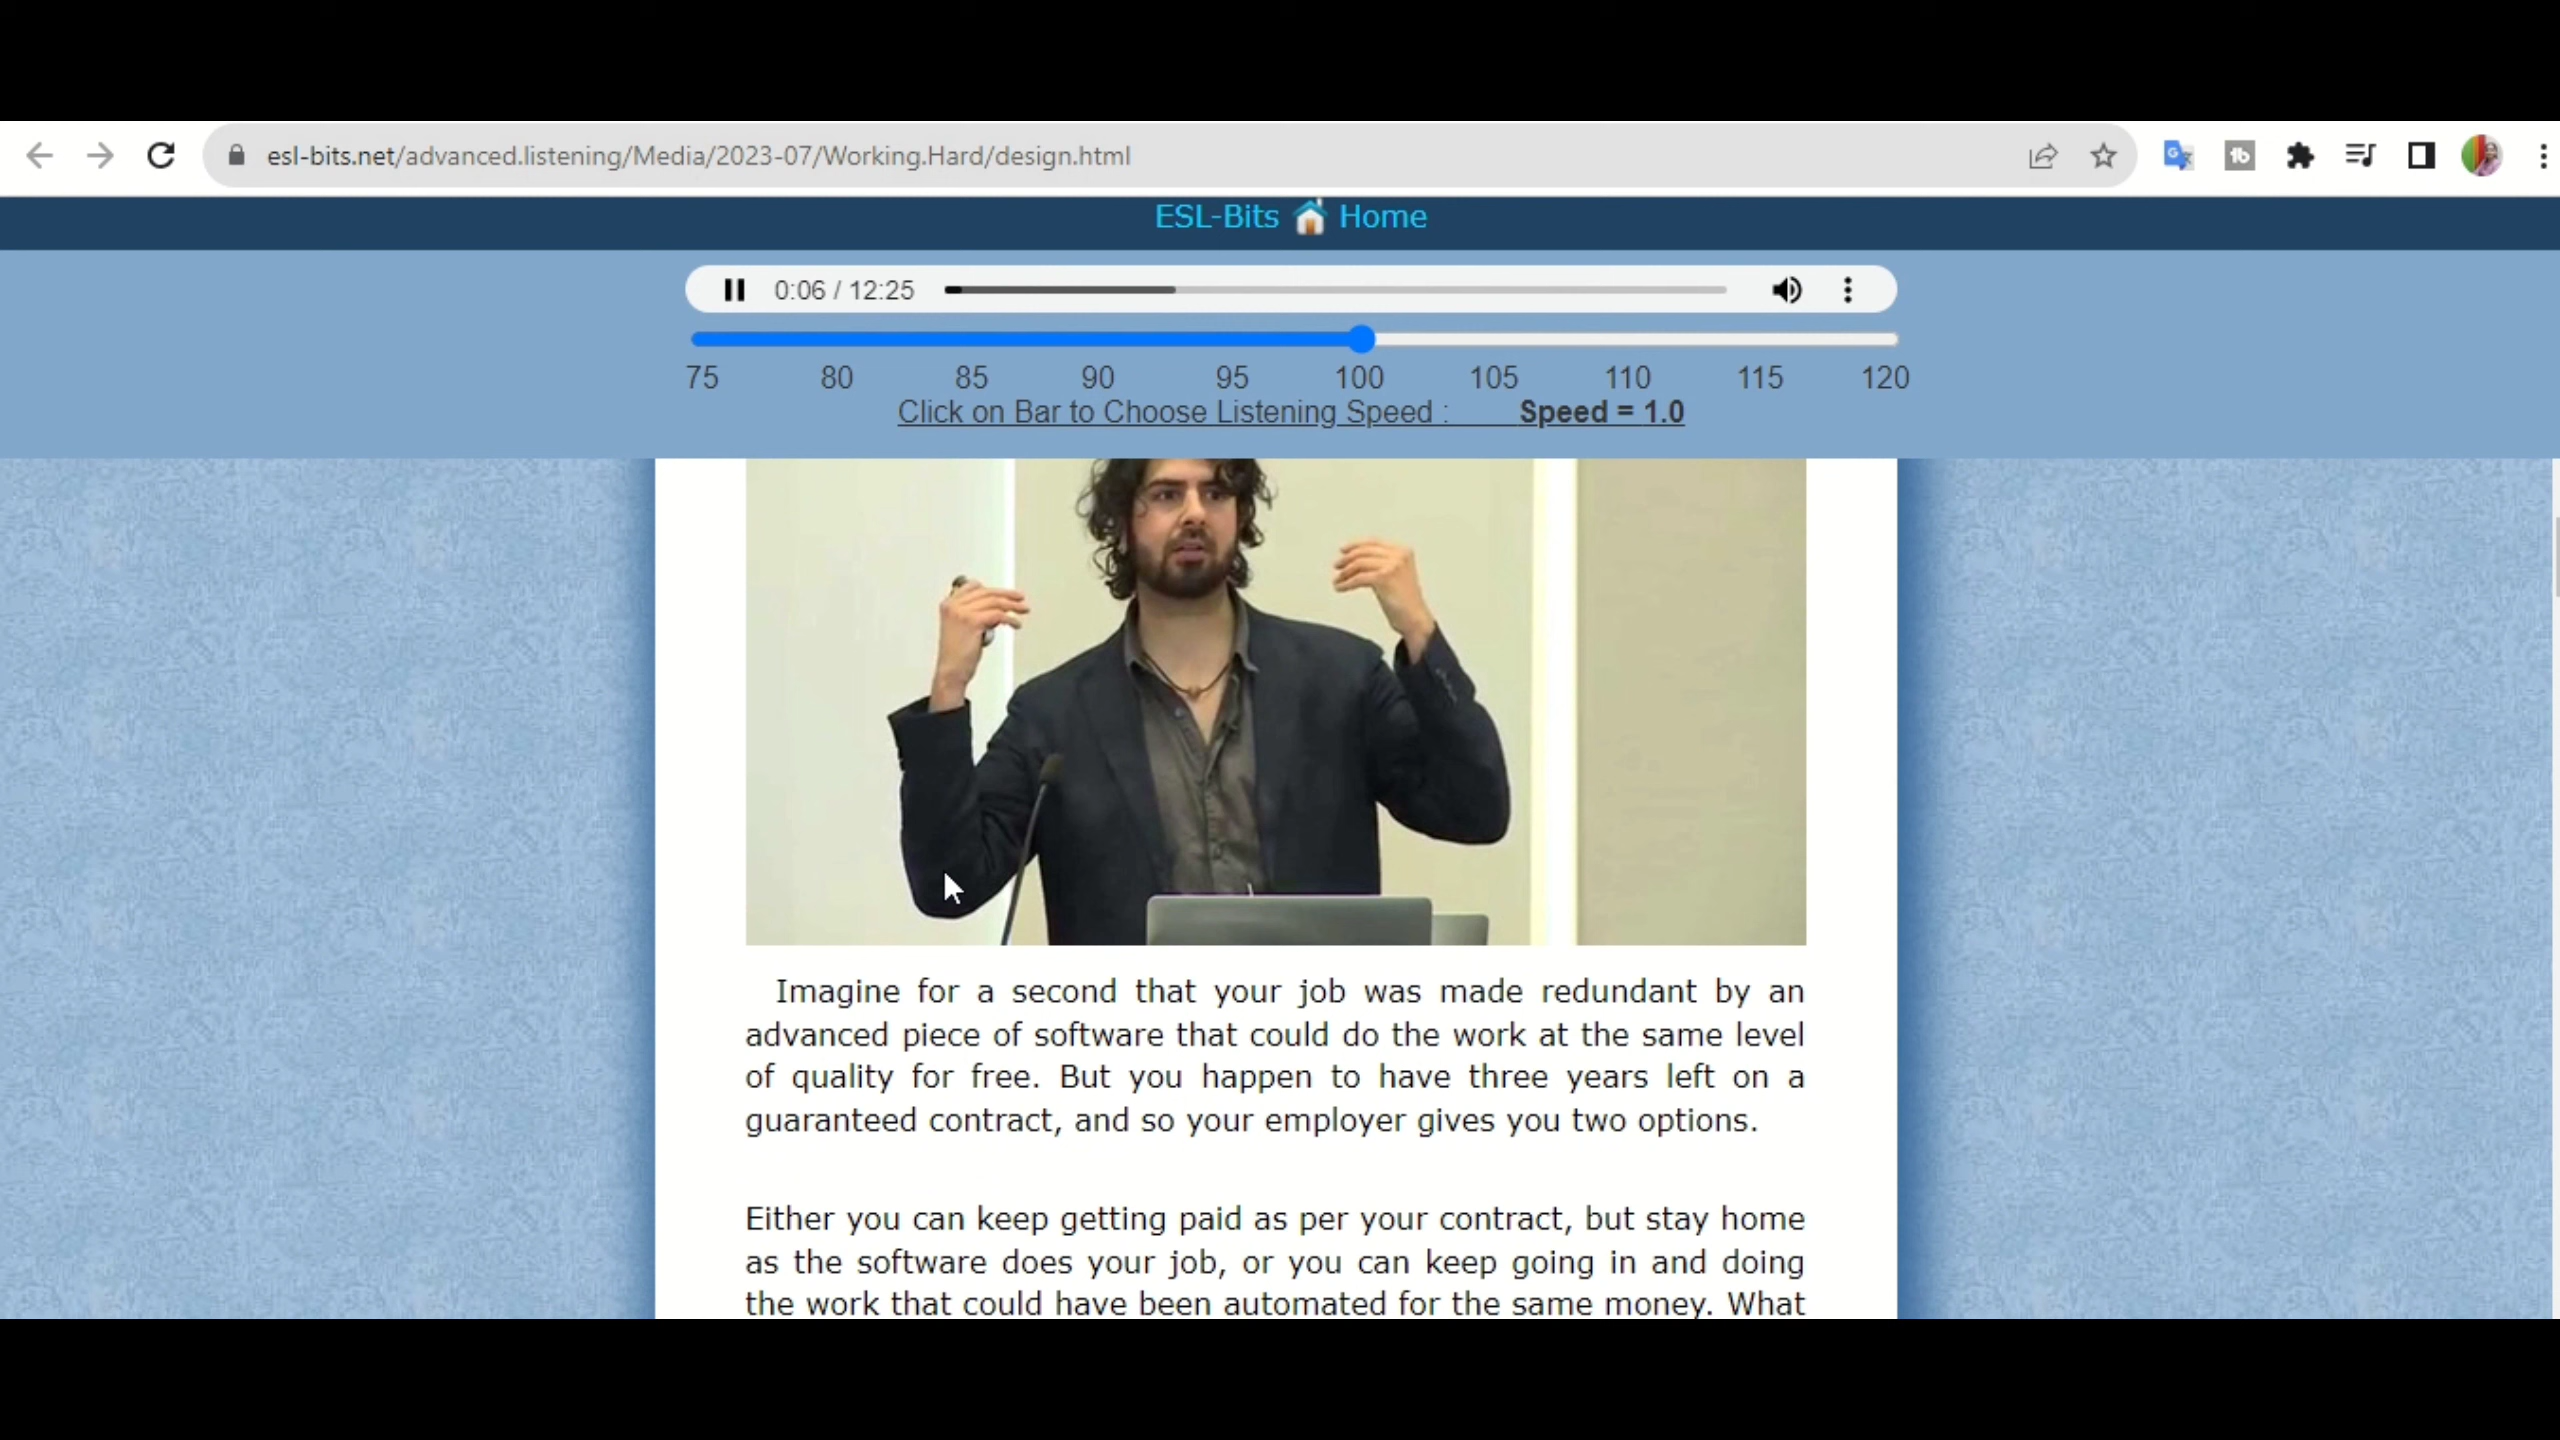 esl-bits.net/advanced.listening/Media/2023-07/Working.Hard/design.html
ESL-Bits Home
0:06 / 12:25
75 80 85 90 95 100 105 110 115 120
Click on Bar to Choose Listening Speed : Speed = 1.0
Imagine for a second that your job was made redundant by an
advanced piece of software that could do the work at the same level
of quality for free. But you happen to have three years left on a
guaranteed contract, and so your employer gives you two options.
Either you can keep getting paid as per your contract, but stay home
as the software does your job, or you can keep going in and doing
the work that could have been automated for the same money. What